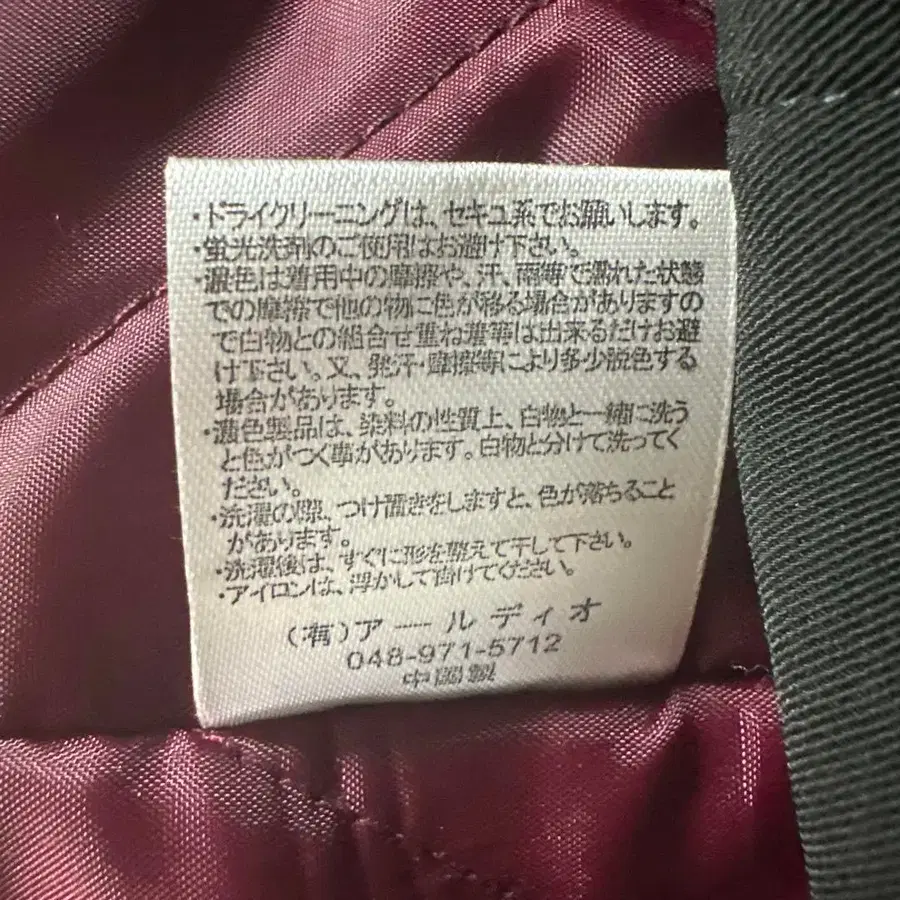 ・ドライクリーニングは、セキユ系でお願いします。
・蛍光洗剤のご使用はお避け下さい。
・濃色は着用中の摩擦や、汗、雨等で濡れた状態
での摩擦で他の物に色が移る場合がありますの
で白物との組合せ重ね着等は出来るだけお避
け下さい。又、発汗・摩擦等により多少脱色する
場合があります。
・濃色製品は、染料の性質上、白物と一緒に洗う
と色がつく事があります。白物と分けて洗ってく
ださい。
・洗濯の際、つけ置きをしますと、色が落ちること
があります。
・洗濯後は、すぐに形を整えて干して下さい。
・アイロンは、浮かして掛けてください。
(有)アールディオ
048-971-5712
中国製